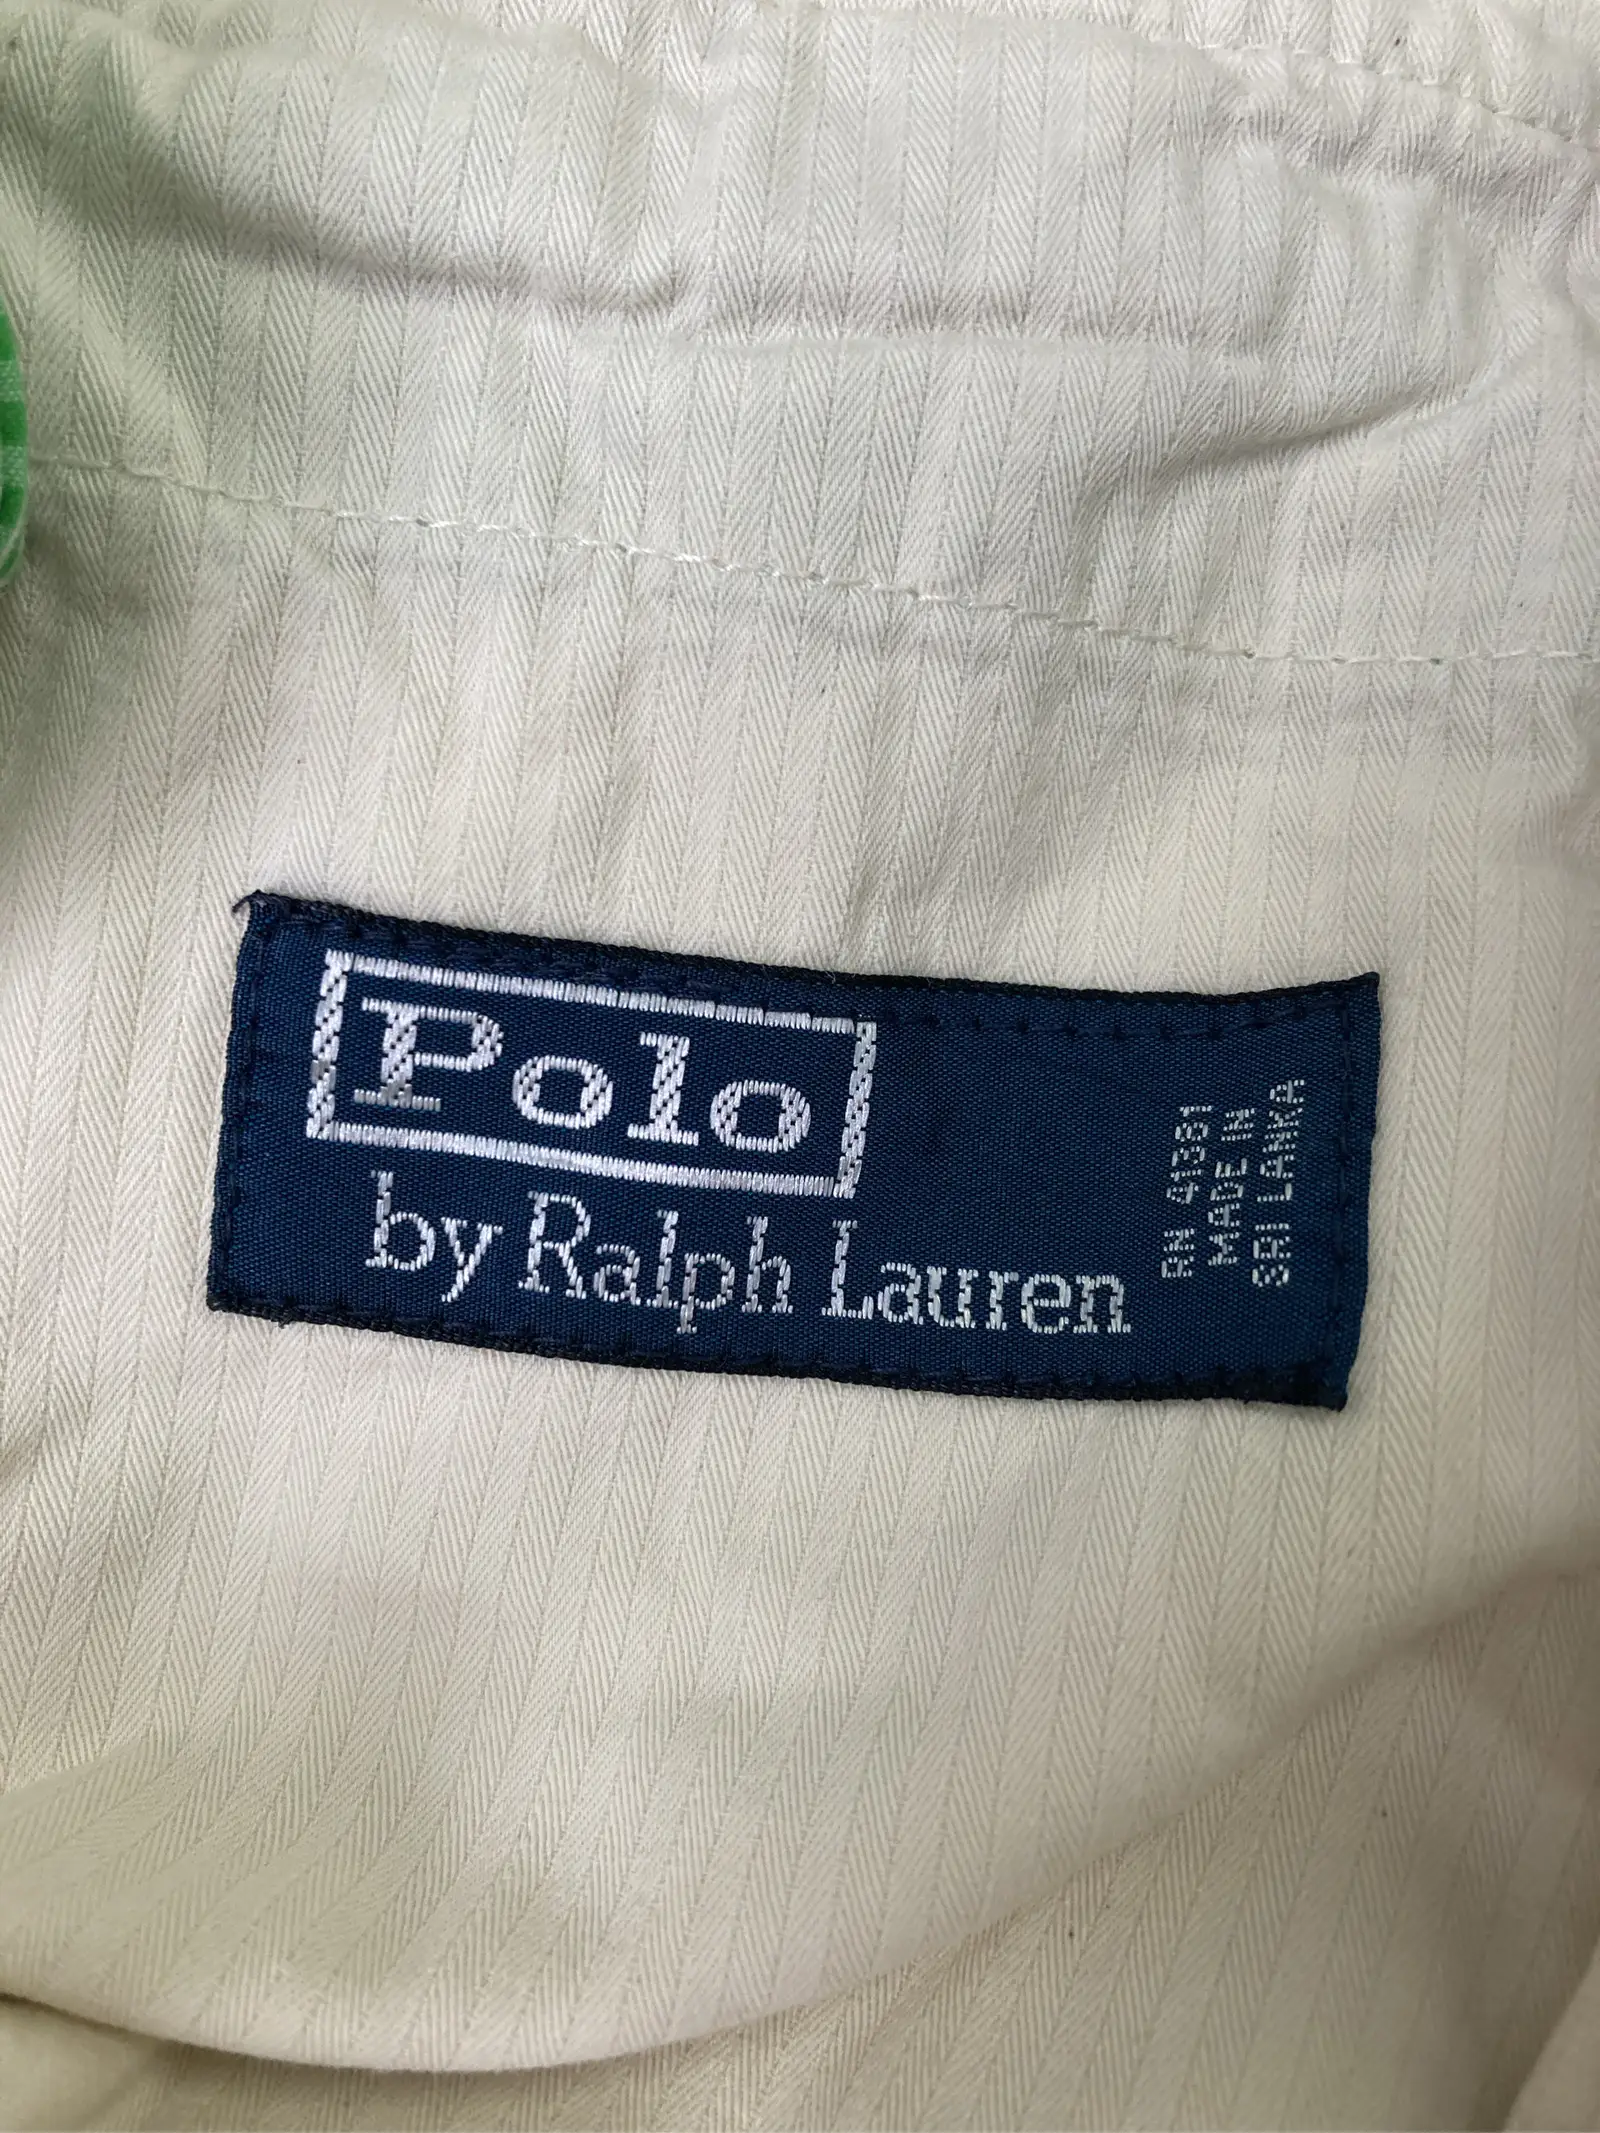 Polo
by Ralph Lauren
RN 41381
MADE IN
SRI LANKA